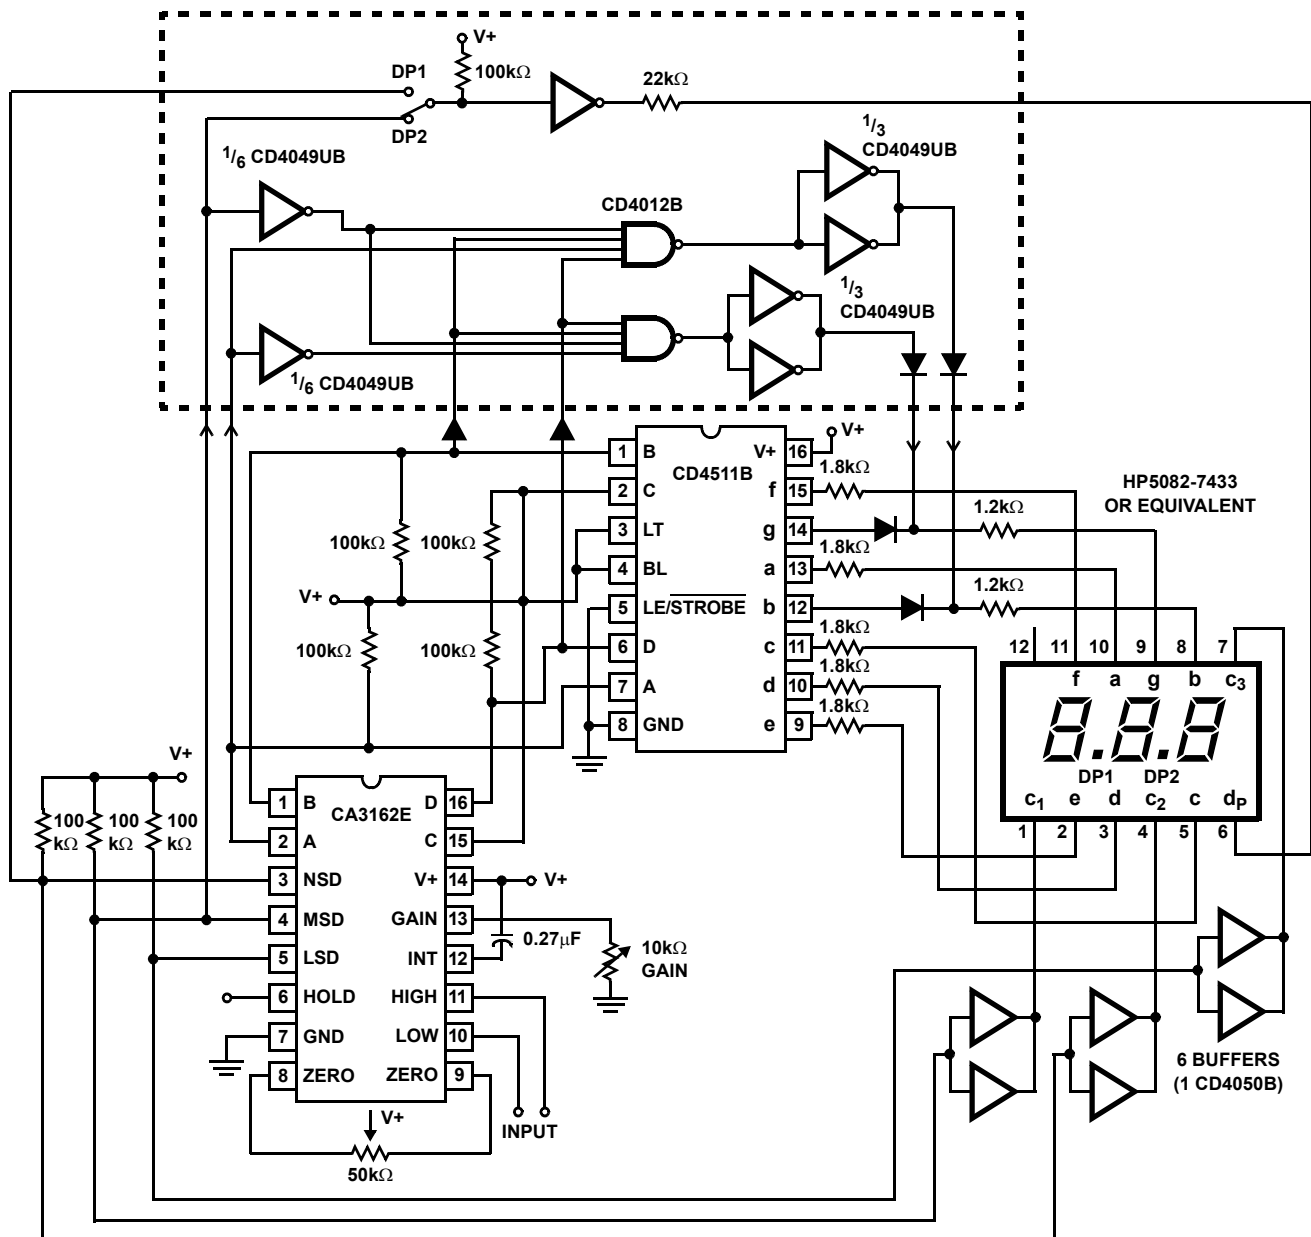 V+
100kΩ
DP1
DP2
22kΩ
1/6 CD4049UB
1/3
CD4049UB
CD4012B
1/3
CD4049UB
1/6 CD4049UB
1 B
2 C
3 LT
4 BL
5 LE/STROBE
6 D
7 A
8 GND
CD4511B
V+ 16
f 15
g 14
a 13
b 12
c 11
d 10
e 9
V+
1.8kΩ
1.8kΩ
1.8kΩ
1.8kΩ
1.8kΩ
1.2kΩ
1.2kΩ
HP5082-7433
OR EQUIVALENT
100kΩ
100kΩ
V+
100kΩ
100kΩ
12 11 10 9 8 7
f a g b c3
8.8.8
DP1 DP2
c1 e d c2 c dp
1 2 3 4 5 6
V+
100
kΩ
100
kΩ
100
kΩ
CA3162E
1 B
2 A
3 NSD
4 MSD
5 LSD
6 HOLD
7 GND
8 ZERO
D 16
C 15
V+ 14
GAIN 13
INT 12
HIGH 11
LOW 10
ZERO 9
V+
0.27μF
10kΩ
GAIN
V+
50kΩ
INPUT
6 BUFFERS
(1 CD4050B)